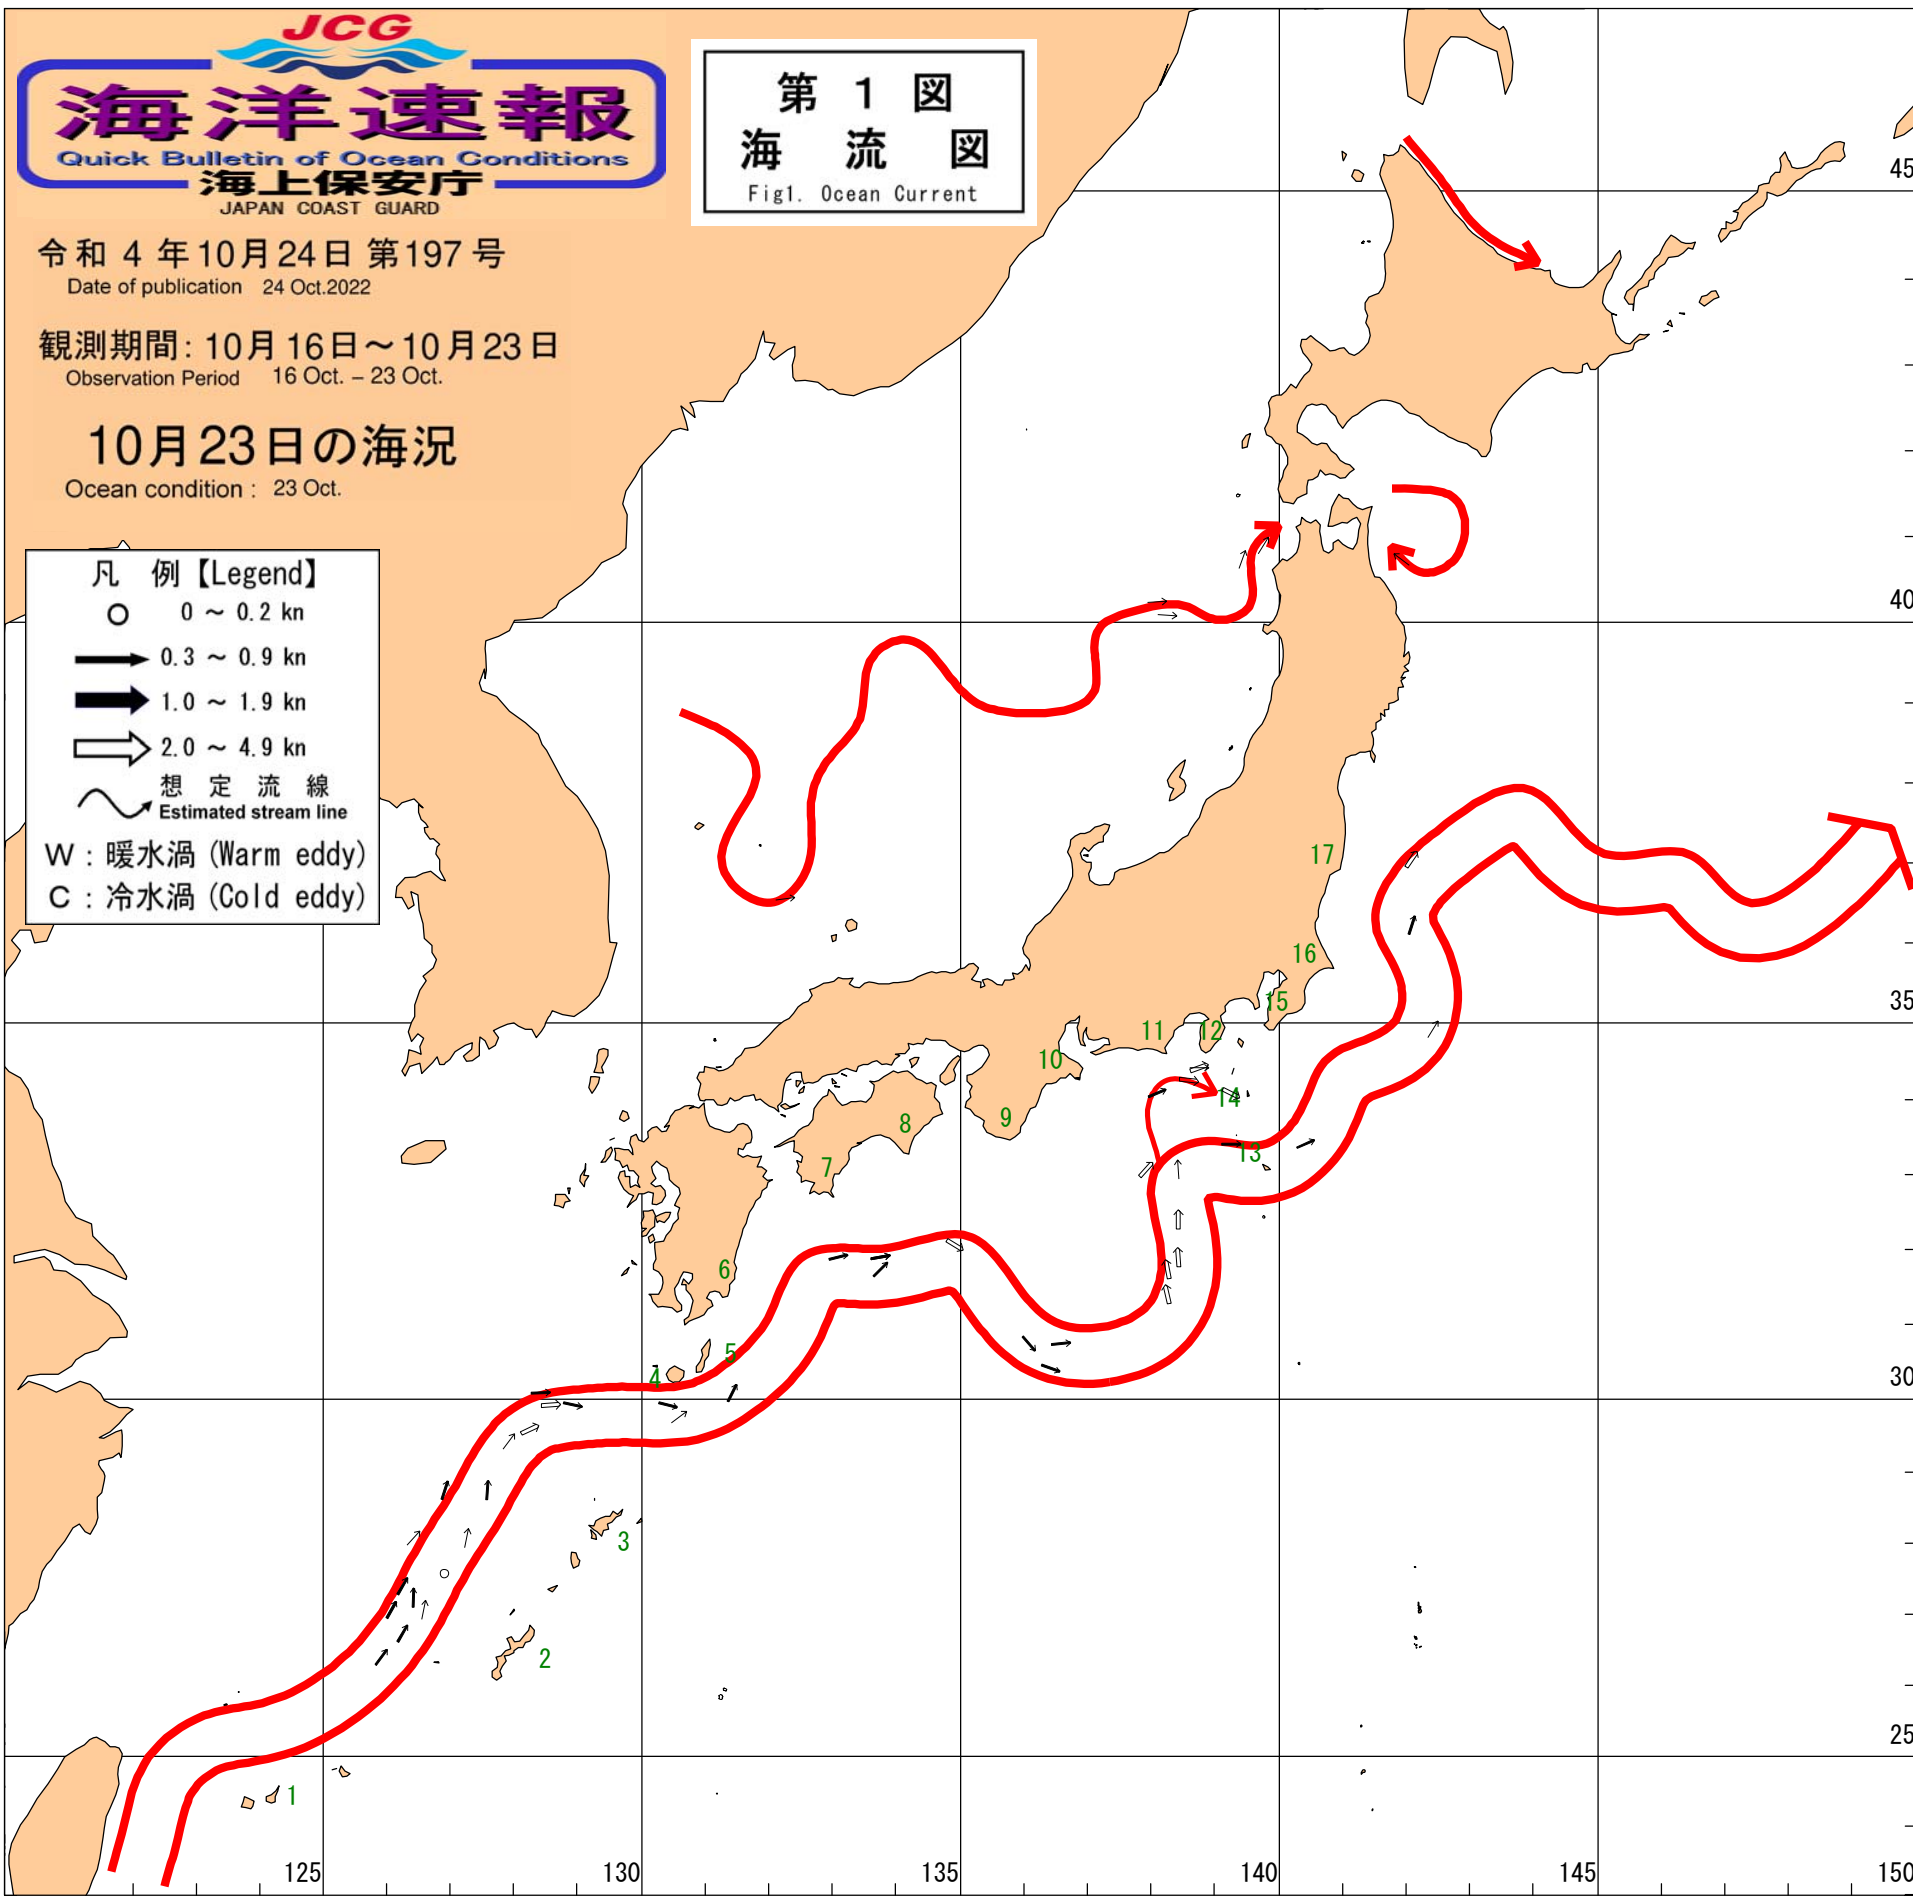 JCG
海洋速報
Quick Bulletin of Ocean Conditions
海上保安庁
JAPAN COAST GUARD
令和 4 年10月24日 第197 号
Date of publication 24 Oct.2022
観測期間: 10月16日～10月23日
Observation Period 16 Oct. – 23 Oct.
10月23日の海況
Ocean condition : 23 Oct.
第 1 図
海 流 図
Fig1. Ocean Current
凡 例【Legend】
0 ～ 0.2 kn
0.3 ～ 0.9 kn
1.0 ～ 1.9 kn
2.0 ～ 4.9 kn
想 定 流 線
Estimated stream line
W : 暖水渦 (Warm eddy)
C : 冷水渦 (Cold eddy)
45
40
17
16
35
15
12
11
10
14
9
8
13
7
6
5
4
30
3
2
25
1
125
130
135
140
145
150